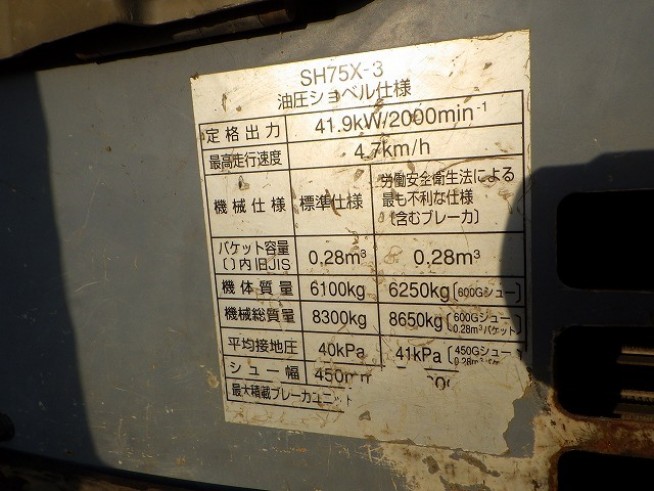 SH75X-3
油圧ショベル仕様
定格出力 41.9kW/2000min⁻¹
最高走行速度 4.7km/h
機械仕様 標準仕様 労働安全衛生法による
最も不利な仕様
〔含むブレーカ〕
バケット容量
〔〕内旧JIS 0.28m³ 0.28m³
機体質量 6100kg 6250kg〔600Gシュー〕
機械総質量 8300kg 8650kg〔600Gシュー
0.28m³バケット〕
平均接地圧 40kPa 41kPa〔450Gシュー
シュー幅 450mm
最大積載ブレーカユニット